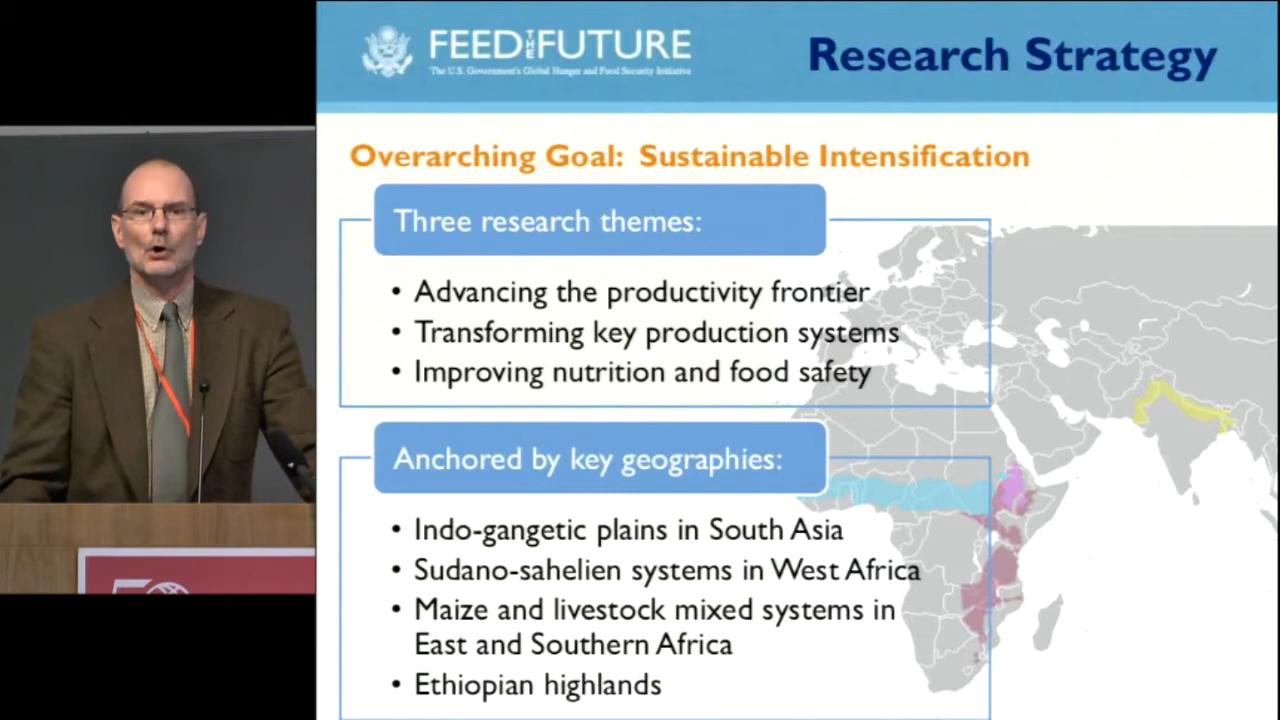 FEED THE FUTURE
The U.S. Government's Global Hunger and Food Security Initiative
Research Strategy
Overarching Goal: Sustainable Intensification
Three research themes:
• Advancing the productivity frontier
• Transforming key production systems
• Improving nutrition and food safety
Anchored by key geographies:
• Indo-gangetic plains in South Asia
• Sudano-sahelien systems in West Africa
• Maize and livestock mixed systems in
East and Southern Africa
• Ethiopian highlands